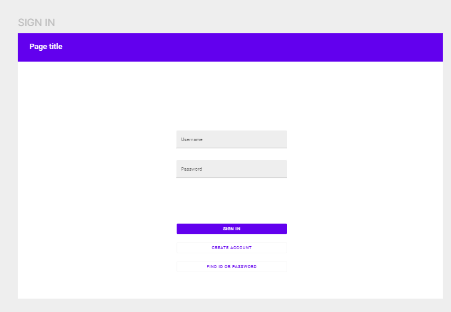 SIGN IN
Page title
Username
Password
SIGN IN
CREATE ACCOUNT
FIND ID OR PASSWORD